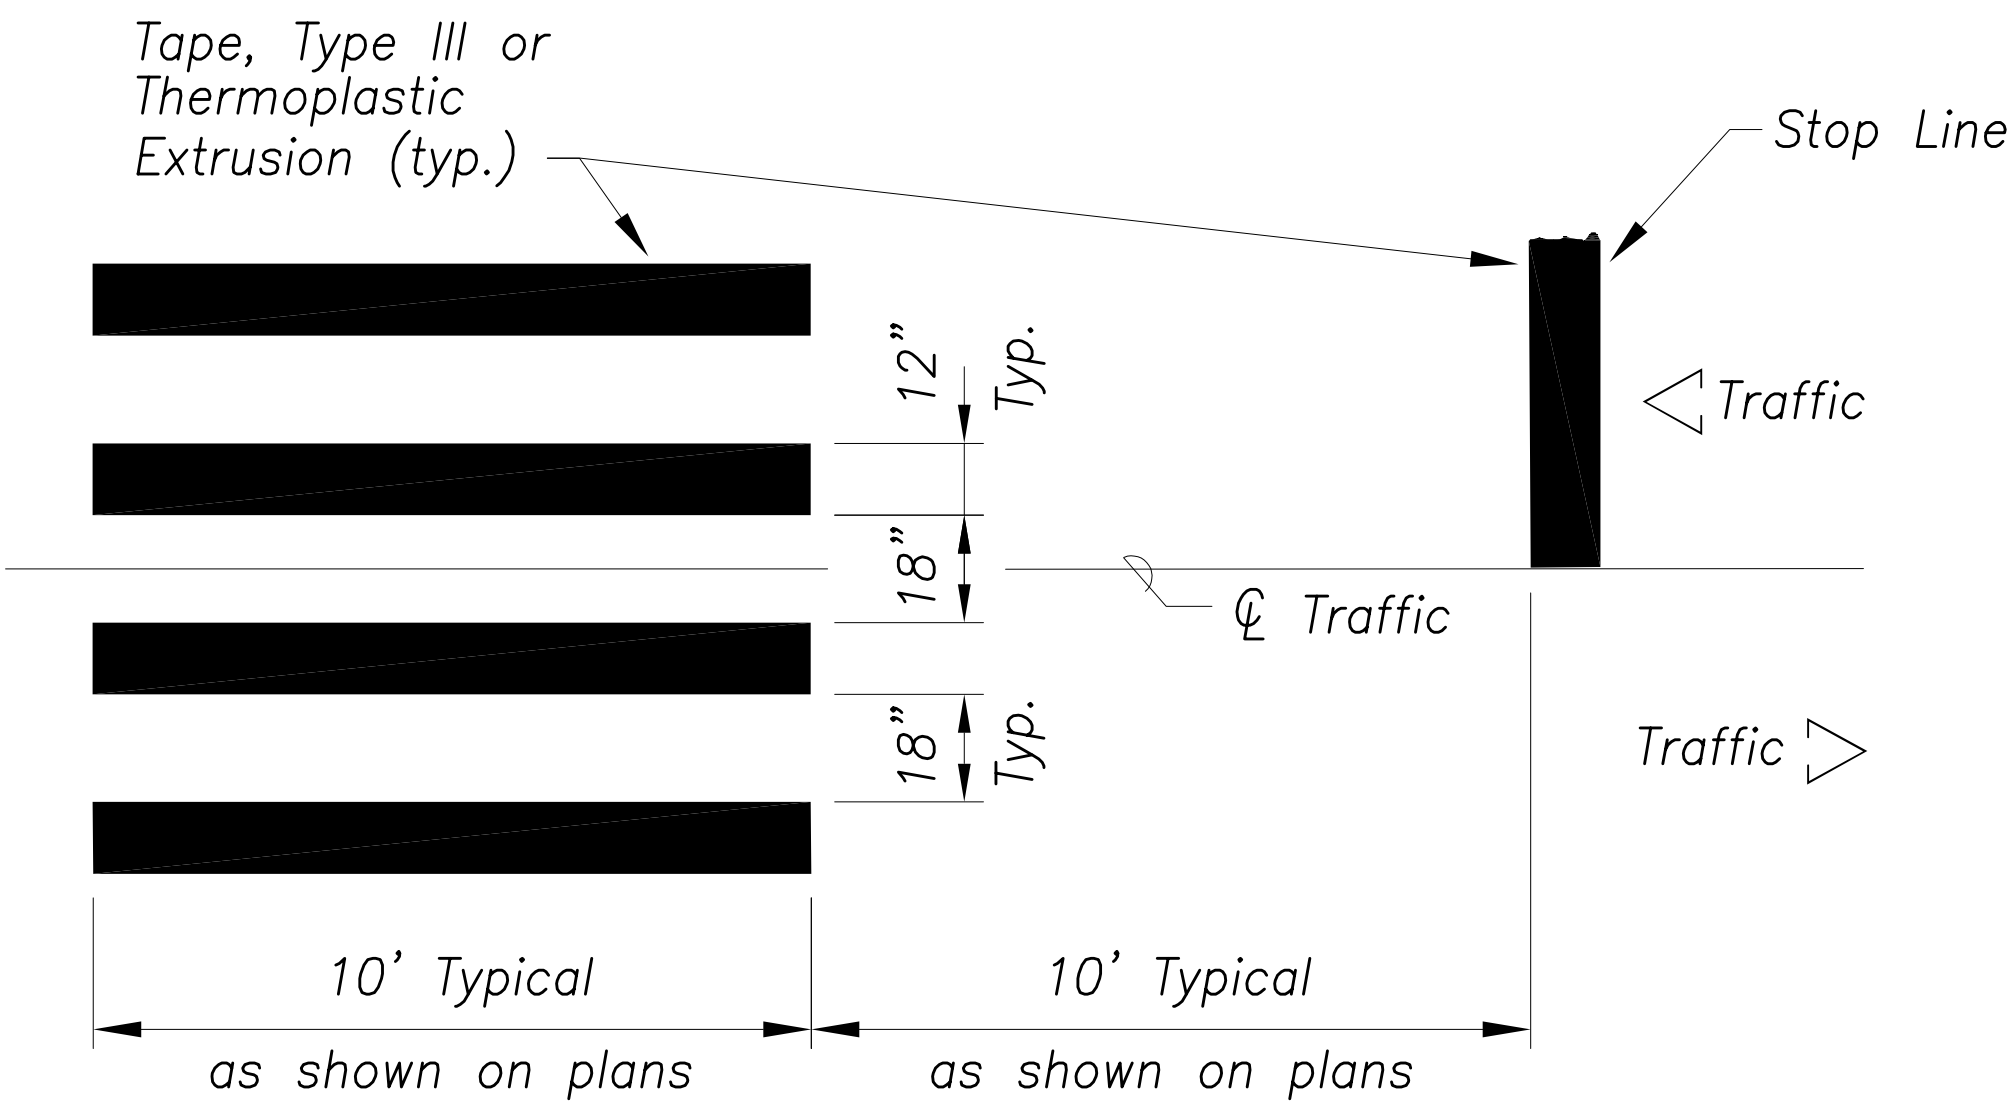 Tape, Type III or
Thermoplastic
Extrusion (typ.)
Stop Line
12"
Typ.
Traffic
18"
℄ Traffic
18"
Typ.
Traffic
10' Typical
as shown on plans
10' Typical
as shown on plans